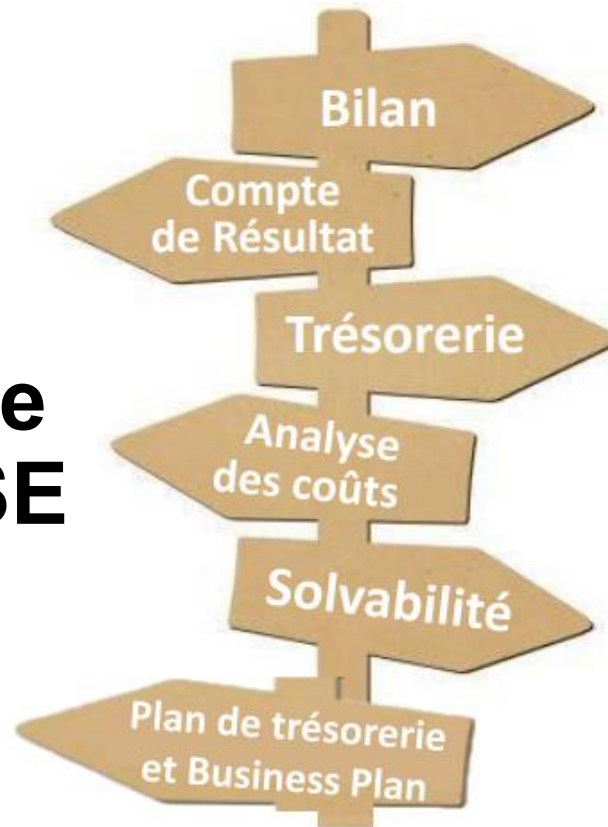 Bilan
Compte
de Résultat
Trésorerie
e
SE
Analyse
des coûts
Solvabilité
Plan de trésorerie
et Business Plan